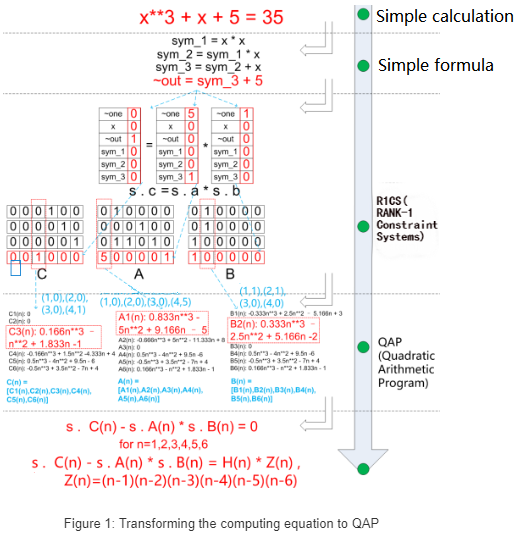 x**3 + x + 5 = 35
Simple calculation
sym_1 = x * x
sym_2 = sym_1 * x
sym_3 = sym_2 + x
~out = sym_3 + 5
Simple formula
~one 0 ~one 5 ~one 1
x 0 x 0 x 0
~out 1 = ~out 0 * ~out 0
sym_1 0 sym_1 0 sym_1 0
sym_2 0 sym_2 0 sym_2 0
sym_3 0 sym_3 1 sym_3 0
s . c = s . a * s . b
R1CS (
RANK-1
Constraint
Systems)
0 0 0 1 0 0 0 1 0 0 0 0 0 1 0 0 0 0
0 0 0 0 1 0 0 0 0 1 0 0 0 1 0 0 0 0
0 0 0 0 0 1 0 1 1 0 1 0 1 0 0 0 0 0
0 0 1 0 0 0 5 0 0 0 0 1 1 0 0 0 0 0
C A B
(1,0),(2,0),
(3,0),(4,1)
(1,0),(2,0),(3,0),(4,5)
(1,1),(2,1),
(3,0),(4,0)
C1(n): 0
C2(n): 0
C3(n): 0.166n**3 –
n**2 + 1.833n -1
C4(n): -0.166n**3 + 1.5n**2 -4.333n + 4
C5(n): 0.5n**3 - 4n**2 + 9.5n - 6
C6(n): -0.5n**3 + 3.5n**2 - 7n + 4
C(n) =
[C1(n),C2(n),C3(n),C4(n),
C5(n),C6(n)]
A1(n): 0.833n**3 -
5n**2 + 9.166n – 5
A2(n): -0.666n**3 + 5n**2 - 11.333n + 8
A3(n): 0
A4(n): 0.5n**3 - 4n**2 + 9.5n -6
A5(n): -0.5n**3 + 3.5n**2 - 7n + 4
A6(n): 0.166n**3 - n**2 + 1.833n - 1
A(n) =
[A1(n),A2(n),A3(n),A4(n),
A5(n),A6(n)]
B1(n): -0.333n**3 + 2.5n**2 - 5.166n + 3
B2(n): 0.333n**3 –
2.5n**2 + 5.166n -2
B3(n): 0
B4(n): 0.5n**3 - 4n**2 + 9.5n -6
B5(n): -0.5n**3 + 3.5n**2 - 7n + 4
B6(n): 0.166n**3 - n**2 + 1.833n - 1
B(n) =
[B1(n),B2(n),B3(n),B4(n),
B5(n),B6(n)]
QAP
(Quadratic
Arithmetic
Program)
s . C(n) - s . A(n) * s . B(n) = 0
for n=1,2,3,4,5,6
s . C(n) - s . A(n) * s . B(n) = H(n) * Z(n) ,
Z(n)=(n-1)(n-2)(n-3)(n-4)(n-5)(n-6)
Figure 1: Transforming the computing equation to QAP